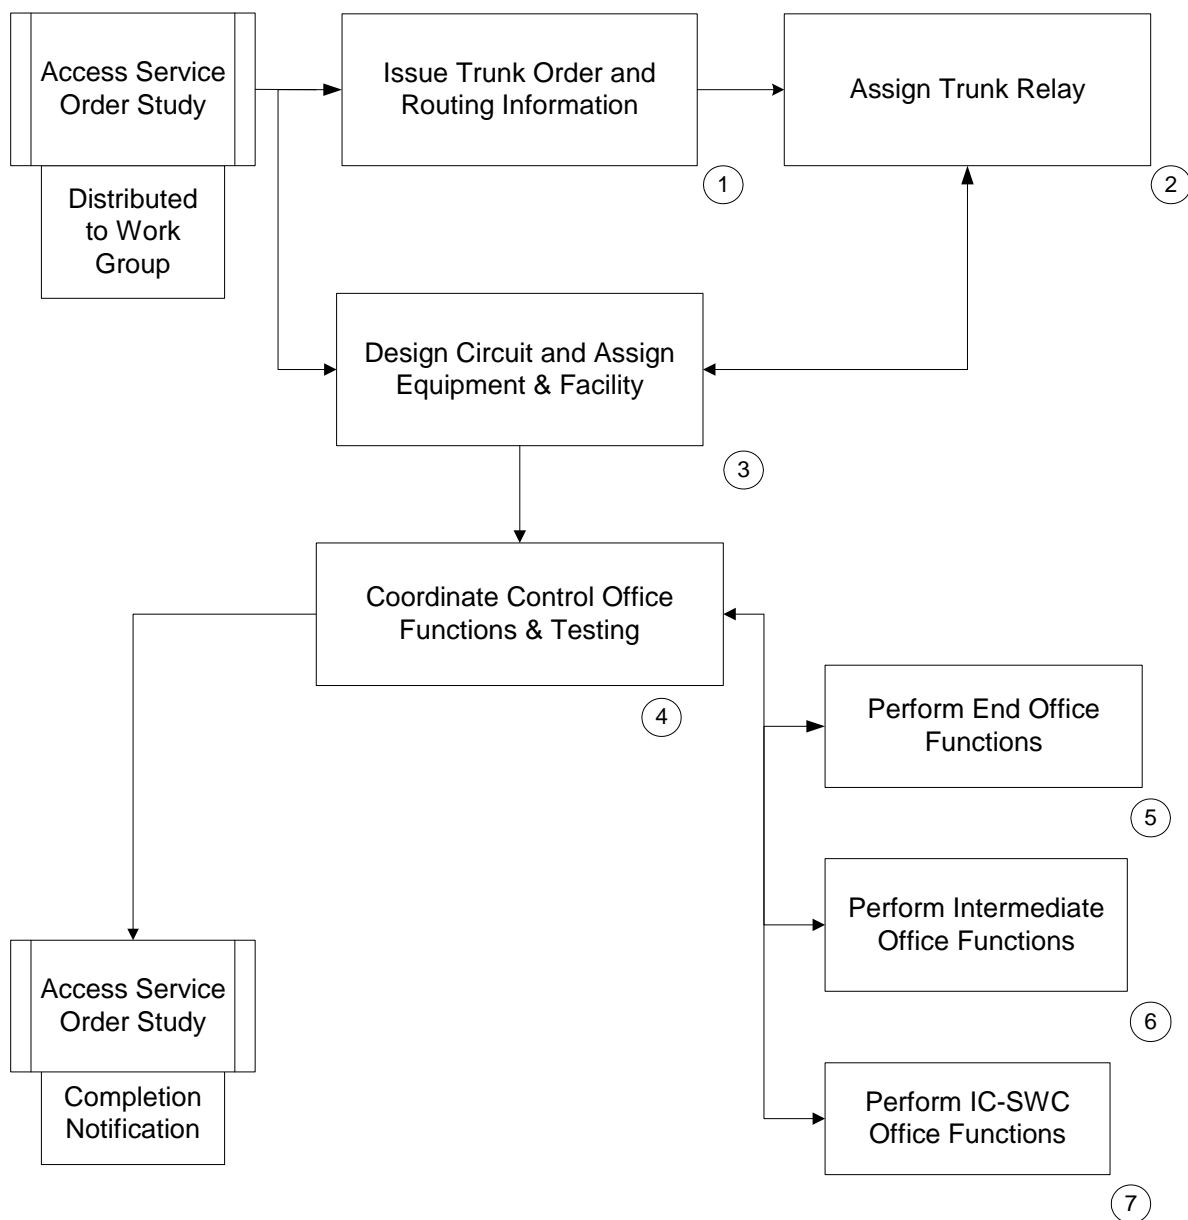 Access Service
Order Study
Distributed
to Work
Group
Issue Trunk Order and
Routing Information
1
Assign Trunk Relay
2
Design Circuit and Assign
Equipment & Facility
3
Coordinate Control Office
Functions & Testing
4
Perform End Office
Functions
5
Perform Intermediate
Office Functions
6
Perform IC-SWC
Office Functions
7
Access Service
Order Study
Completion
Notification